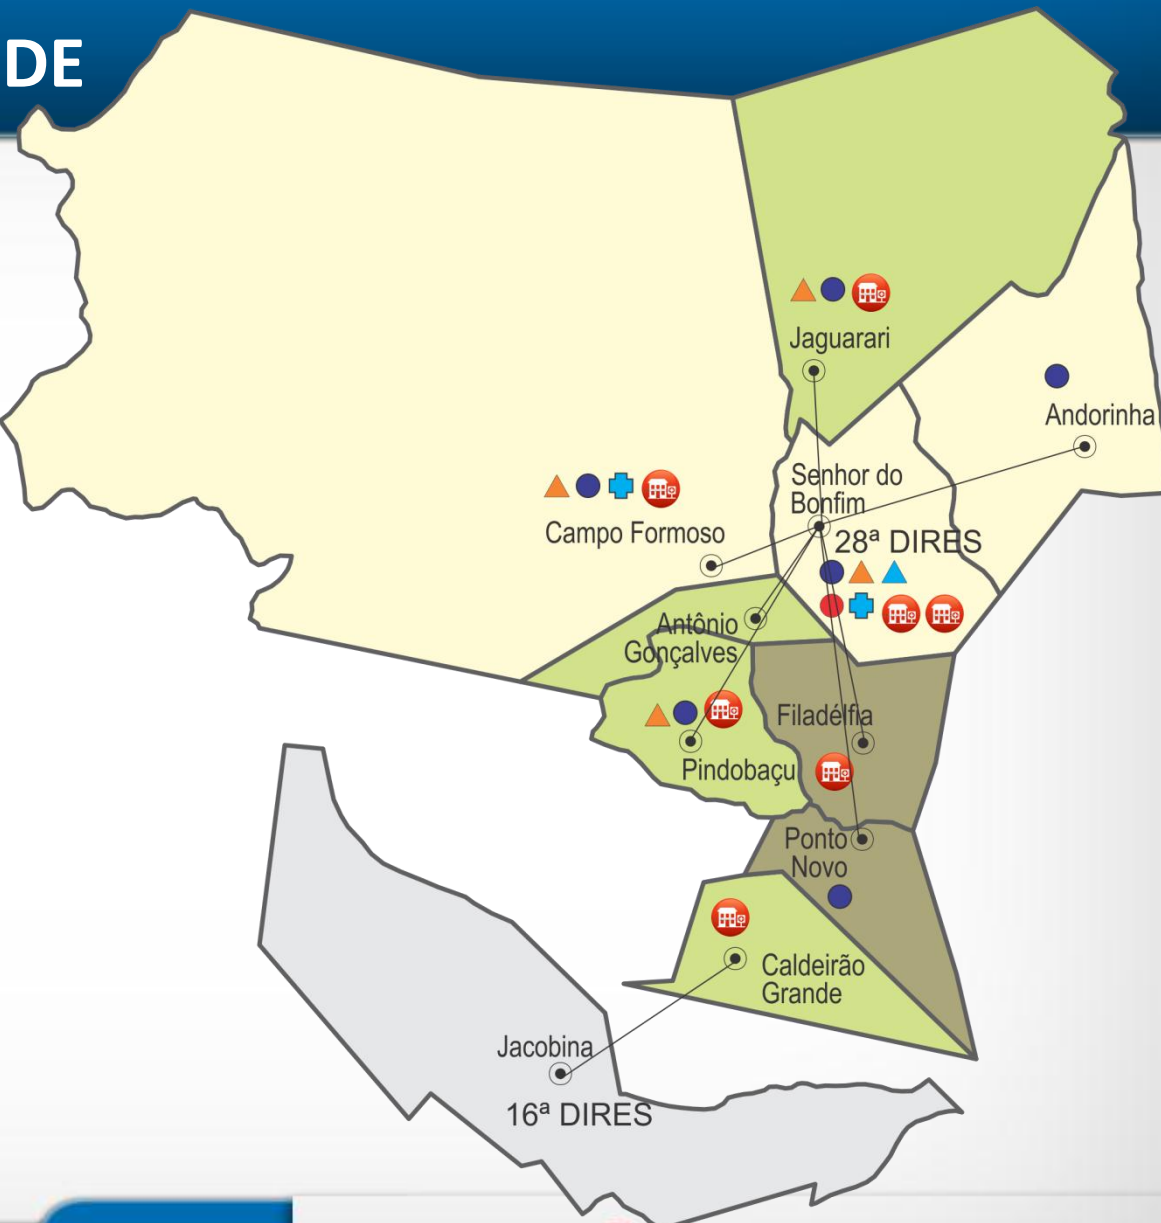 DE
Jaguarari
Andorinha
Senhor do
Bonfim
Campo Formoso
28ª DIRES
Antônio
Gonçalves
Filadélfia
Pindobaçu
Ponto
Novo
Caldeirão
Grande
Jacobina
16ª DIRES